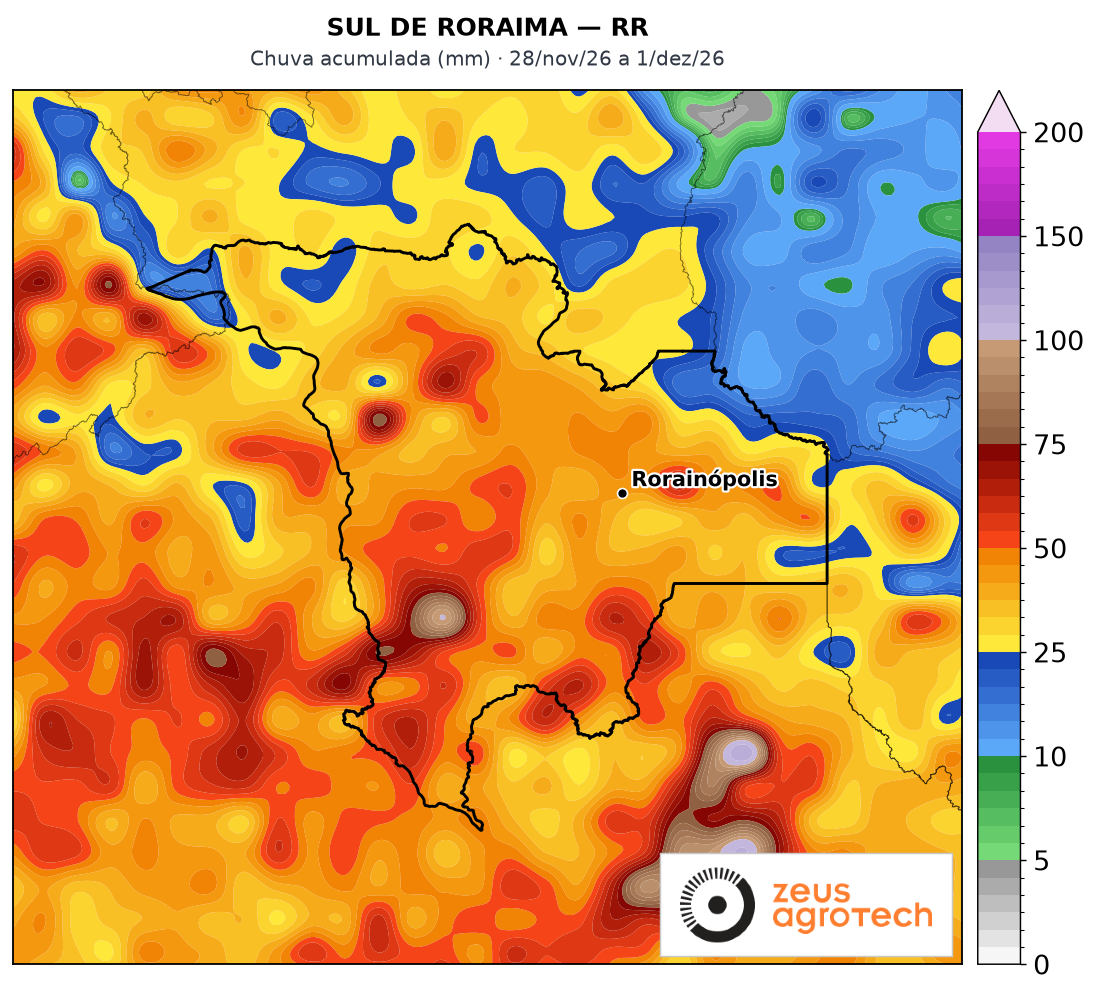 SUL DE RORAIMA — RR
Chuva acumulada (mm) · 28/nov/26 a 1/dez/26
200
150
100
75
50
25
10
5
0
Rorainópolis
zeus
agrotech